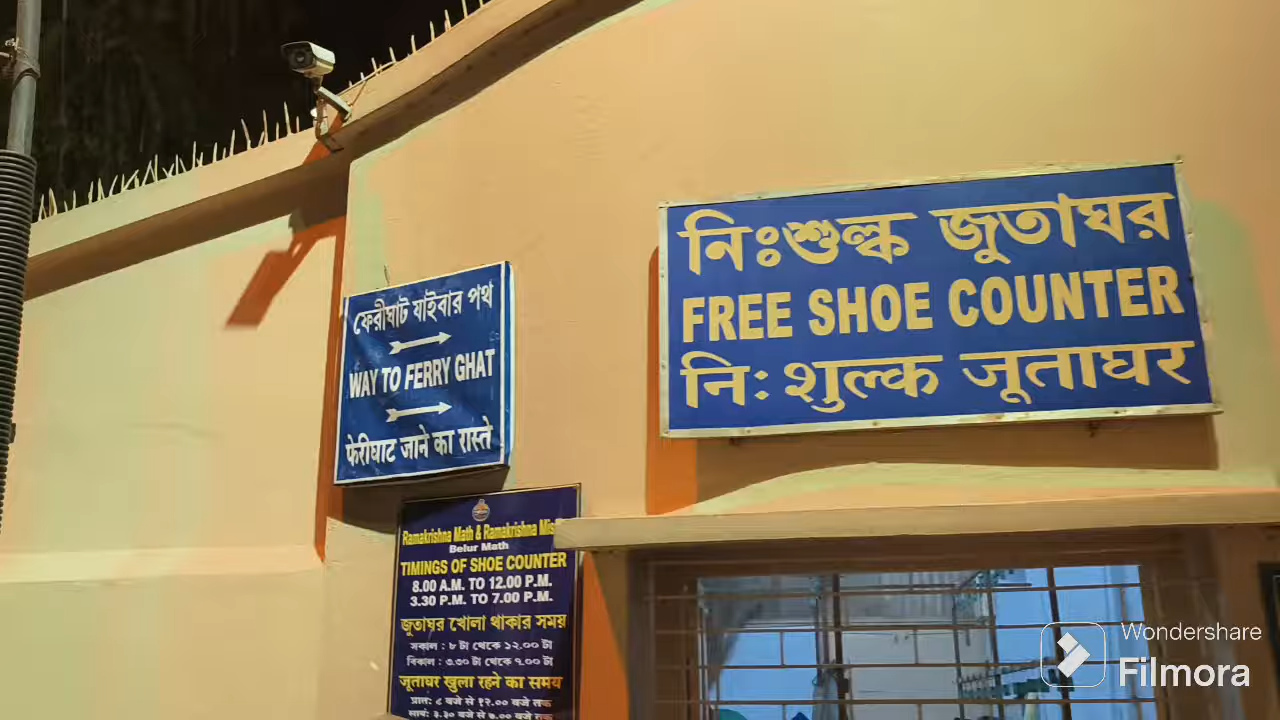 ফেরীঘাট যাইবার পথ
WAY TO FERRY GHAT
फेरीघाट जाने का रास्ते
নিঃশুল্ক জুতাঘর
FREE SHOE COUNTER
निः शुल्क जूताघर
Ramakrishna Math & Ramakrishna Mis
Belur Math
TIMINGS OF SHOE COUNTER
8.00 A.M. TO 12.00 P.M.
3.30 P.M. TO 7.00 P.M.
জুতাঘর খোলা থাকার সময়
সকাল : ৮ টা থেকে ১২.০০ টা
বিকাল : ৩.৩০ টা থেকে ৭.০০ টা
जूताघर खुला रहने का समय
प्रातः ८ बजे से १२.०० बजे तक
सायं: ३.३० बजे से ७.०० बजे तक
Wondershare
Filmora